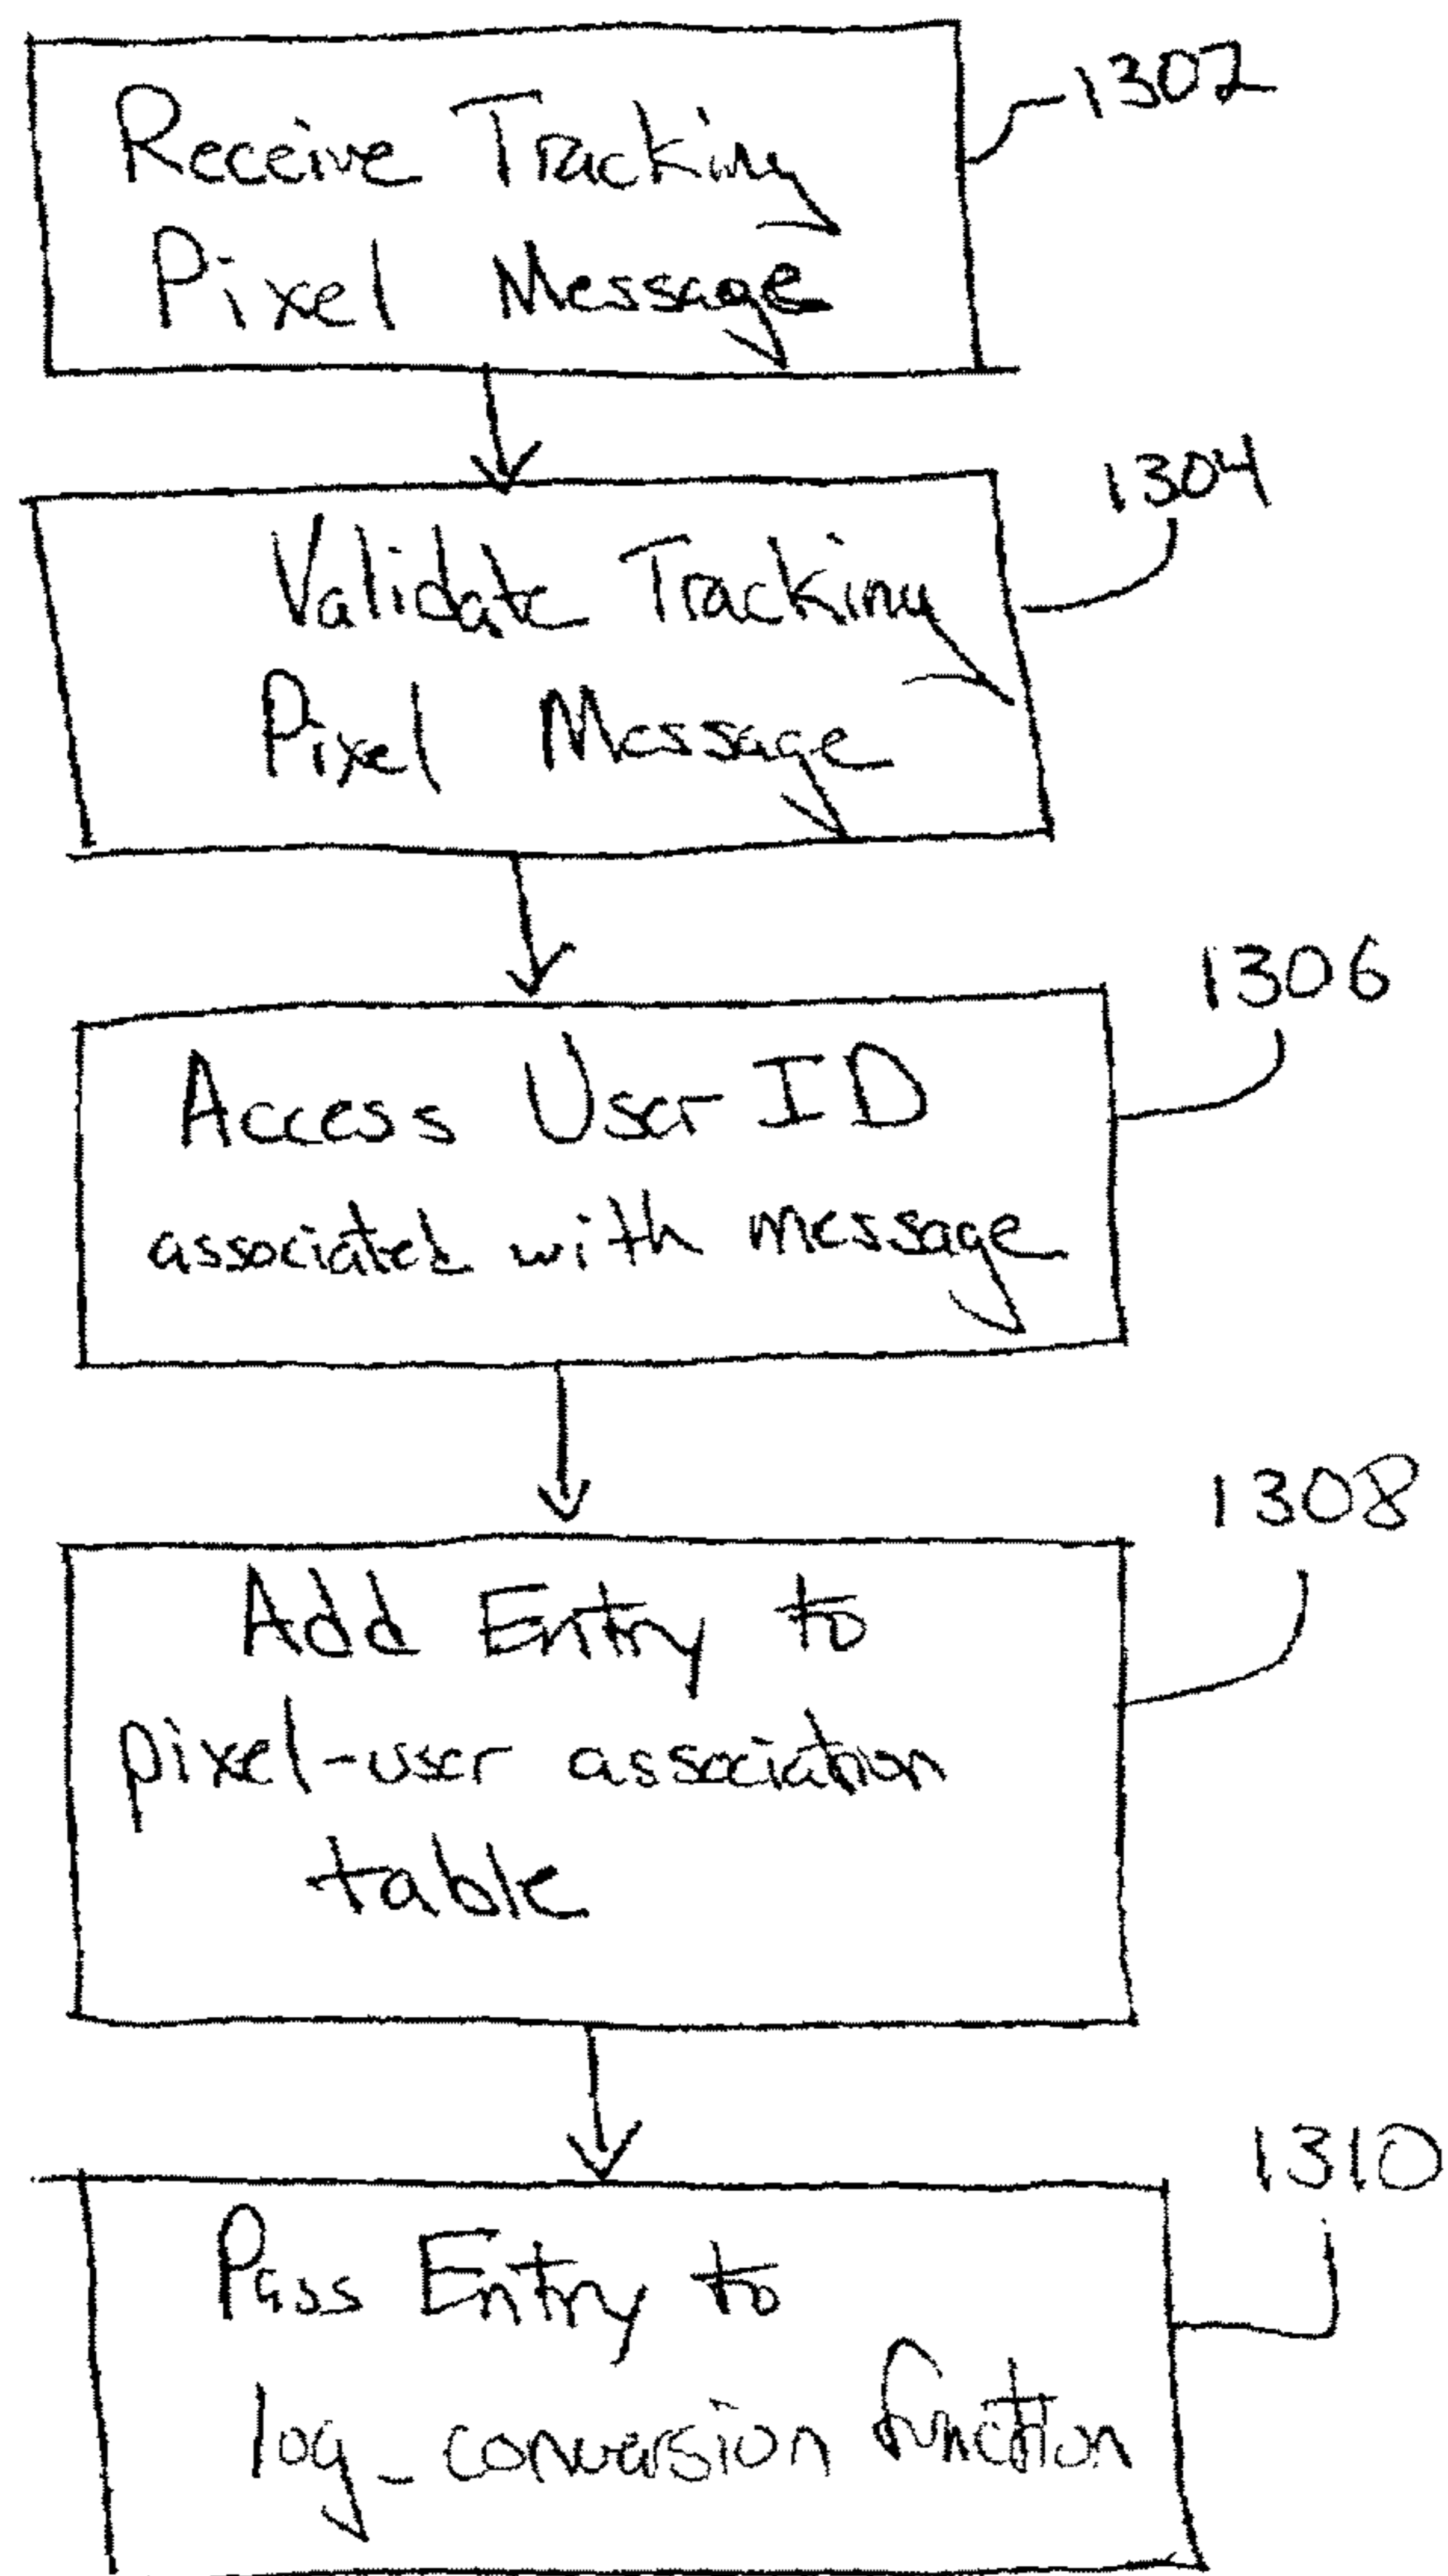 Receive Tracking
Pixel Message
1302
Validate Tracking
Pixel Message
1304
Access User ID
associated with message
1306
Add Entry to
pixel-user association
table
1308
Pass Entry to
log_conversion function
1310